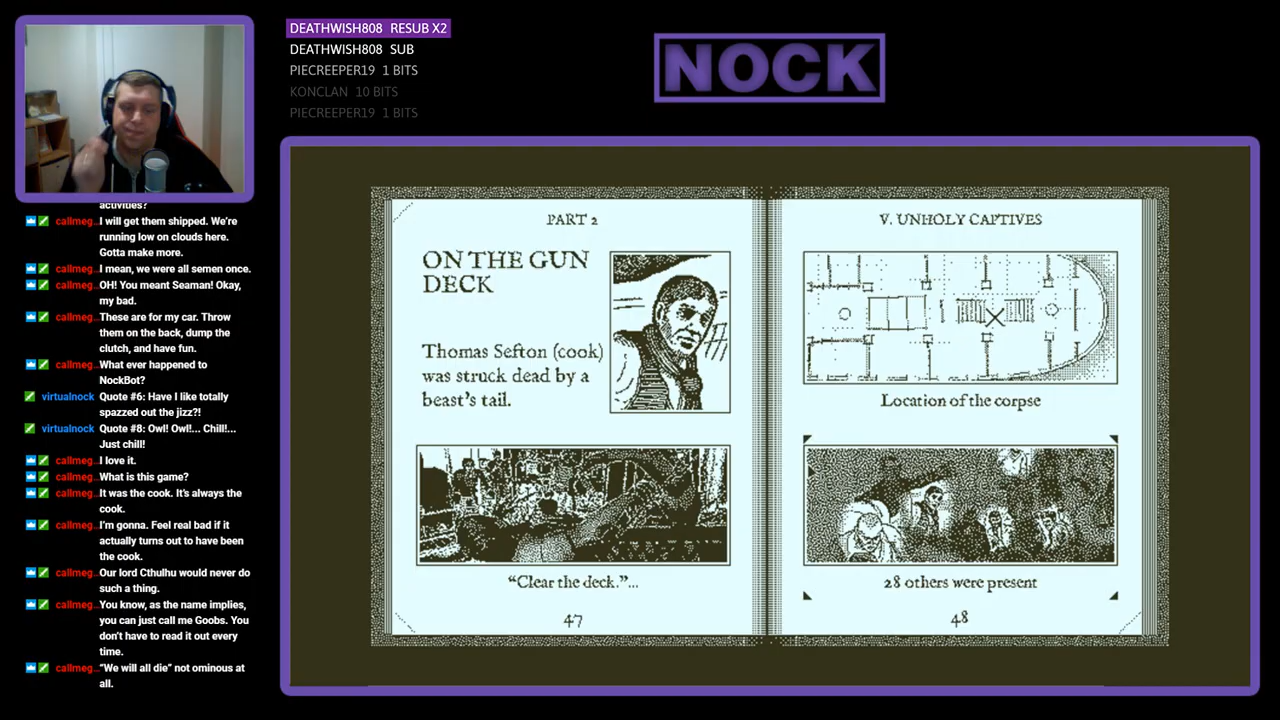 DEATHWISH808 RESUB X2
DEATHWISH808 SUB
PIECREEPER19 1 BITS
KONCLAN 10 BITS
PIECREEPER19 1 BITS
NOCK
activities?
callmeg... I will get them shipped. We're
running low on clouds here.
Gotta make more.
callmeg... I mean, we were all semen once.
callmeg... OH! You meant Seaman! Okay,
my bad.
callmeg... These are for my car. Throw
them on the back, dump the
clutch, and have fun.
callmeg... What ever happened to
NockBot?
virtualnock Quote #6: Have I like totally
spazzed out the jizz?!
virtualnock Quote #8: Owl! Owl!... Chill!...
Just chill!
callmeg... I love it.
callmeg... What is this game?
callmeg... It was the cook. It's always the
cook.
callmeg... I'm gonna. Feel real bad if it
actually turns out to have been
the cook.
callmeg... Our lord Cthulhu would never do
such a thing.
callmeg... You know, as the name implies,
you can just call me Goobs. You
don't have to read it out every
time.
callmeg... "We will all die" not ominous at
all.
PART 2
ON THE GUN
DECK
Thomas Sefton (cook)
was struck dead by a
beast's tail.
"Clear the deck."...
47
V. UNHOLY CAPTIVES
Location of the corpse
28 others were present
48